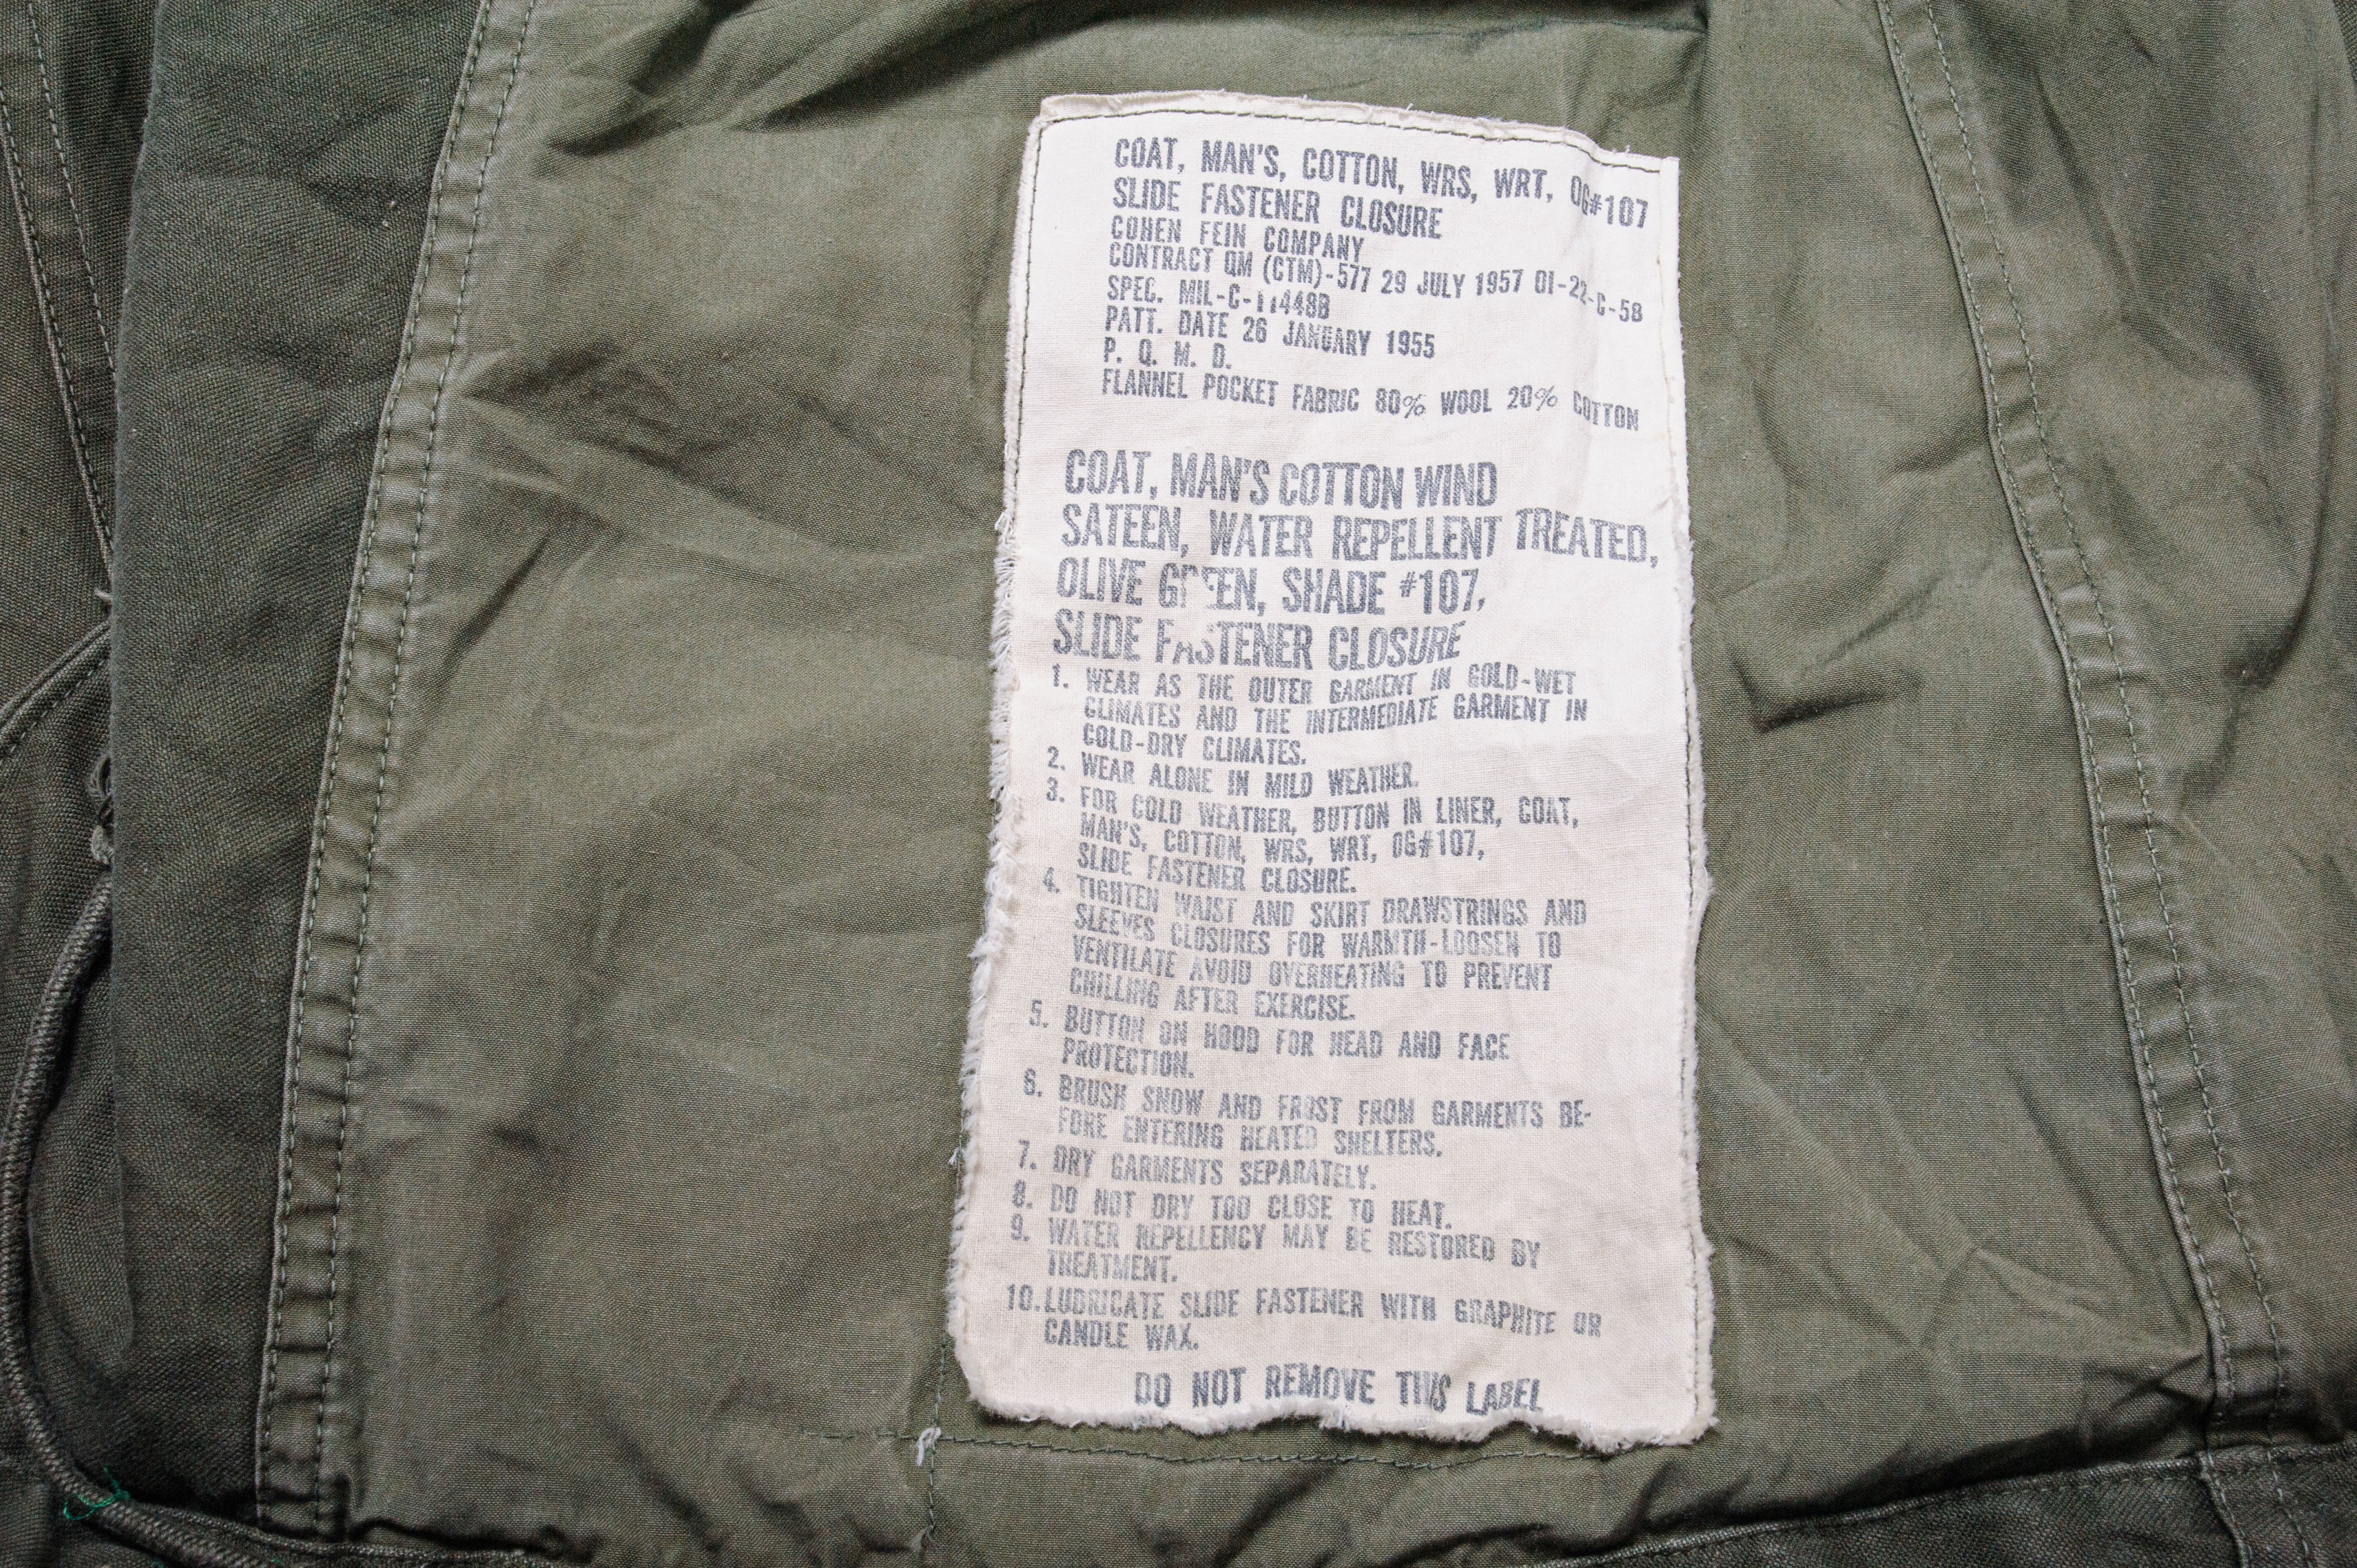 COAT, MAN'S, COTTON, WRS, WRT, OG#107
SLIDE FASTENER CLOSURE
COHEN FEIN COMPANY
CONTRACT QM (CTM)-577 29 JULY 1957 OI-22-C-58
SPEC. MIL-C-11448B
PATT. DATE 26 JANUARY 1955
P. Q. M. D.
FLANNEL POCKET FABRIC 80% WOOL 20% COTTON
COAT, MAN'S COTTON WIND
SATEEN, WATER REPELLENT TREATED,
OLIVE GREEN, SHADE #107,
SLIDE FASTENER CLOSURE
1. WEAR AS THE OUTER GARMENT IN COLD-WET
CLIMATES AND THE INTERMEDIATE GARMENT IN
COLD-DRY CLIMATES.
2. WEAR ALONE IN MILD WEATHER.
3. FOR COLD WEATHER, BUTTON IN LINER, COAT,
MAN'S, COTTON, WRS, WRT, OG#107,
SLIDE FASTENER CLOSURE.
4. TIGHTEN WAIST AND SKIRT DRAWSTRINGS AND
SLEEVES CLOSURES FOR WARMTH-LOOSEN TO
VENTILATE AVOID OVERHEATING TO PREVENT
CHILLING AFTER EXERCISE.
5. BUTTON ON HOOD FOR HEAD AND FACE
PROTECTION.
6. BRUSH SNOW AND FROST FROM GARMENTS BE-
FORE ENTERING HEATED SHELTERS.
7. DRY GARMENTS SEPARATELY.
8. DO NOT DRY TOO CLOSE TO HEAT.
9. WATER REPELLENCY MAY BE RESTORED BY
TREATMENT.
10. LUBRICATE SLIDE FASTENER WITH GRAPHITE OR
CANDLE WAX.
DO NOT REMOVE THIS LABEL